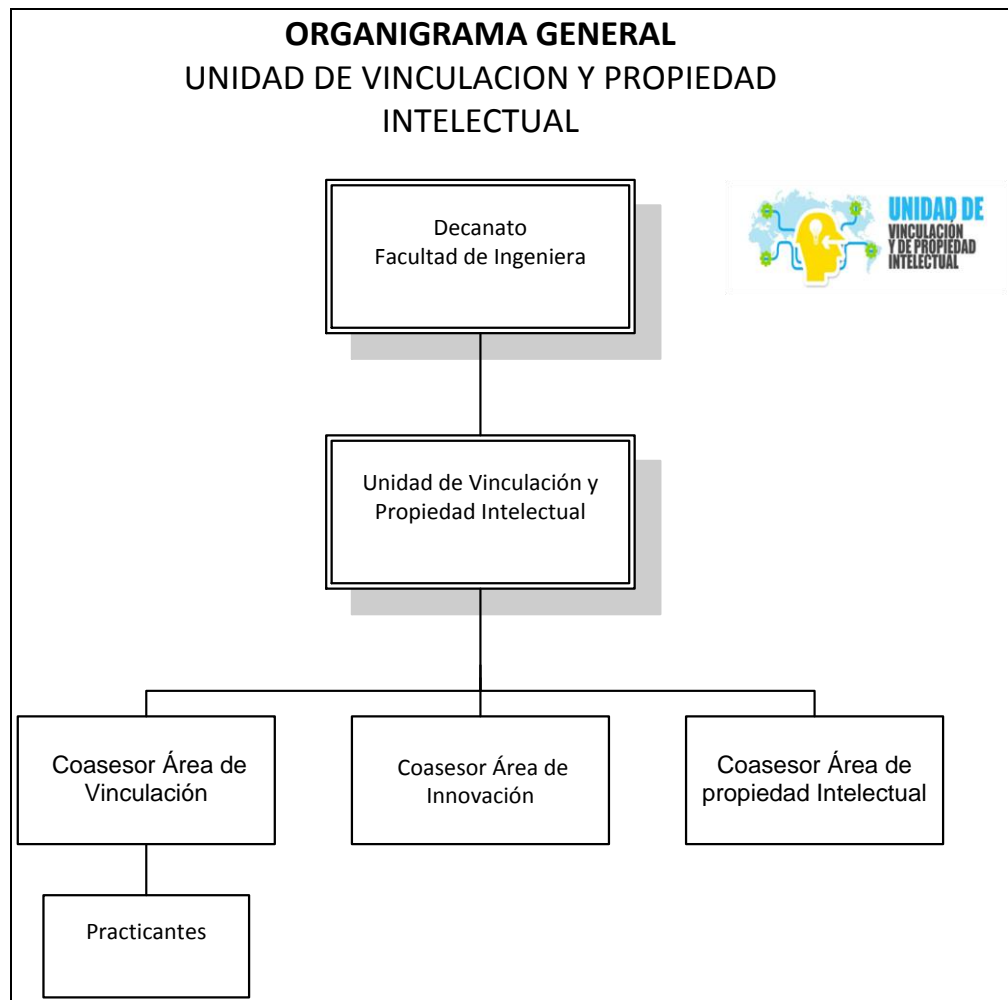 ORGANIGRAMA GENERAL
UNIDAD DE VINCULACION Y PROPIEDAD
INTELECTUAL
Decanato
Facultad de Ingeniera
UNIDAD DE
VINCULACIÓN
Y DE PROPIEDAD
INTELECTUAL
Unidad de Vinculación y
Propiedad Intelectual
Coasesor Área de
Vinculación
Coasesor Área de
Innovación
Coasesor Área de
propiedad Intelectual
Practicantes